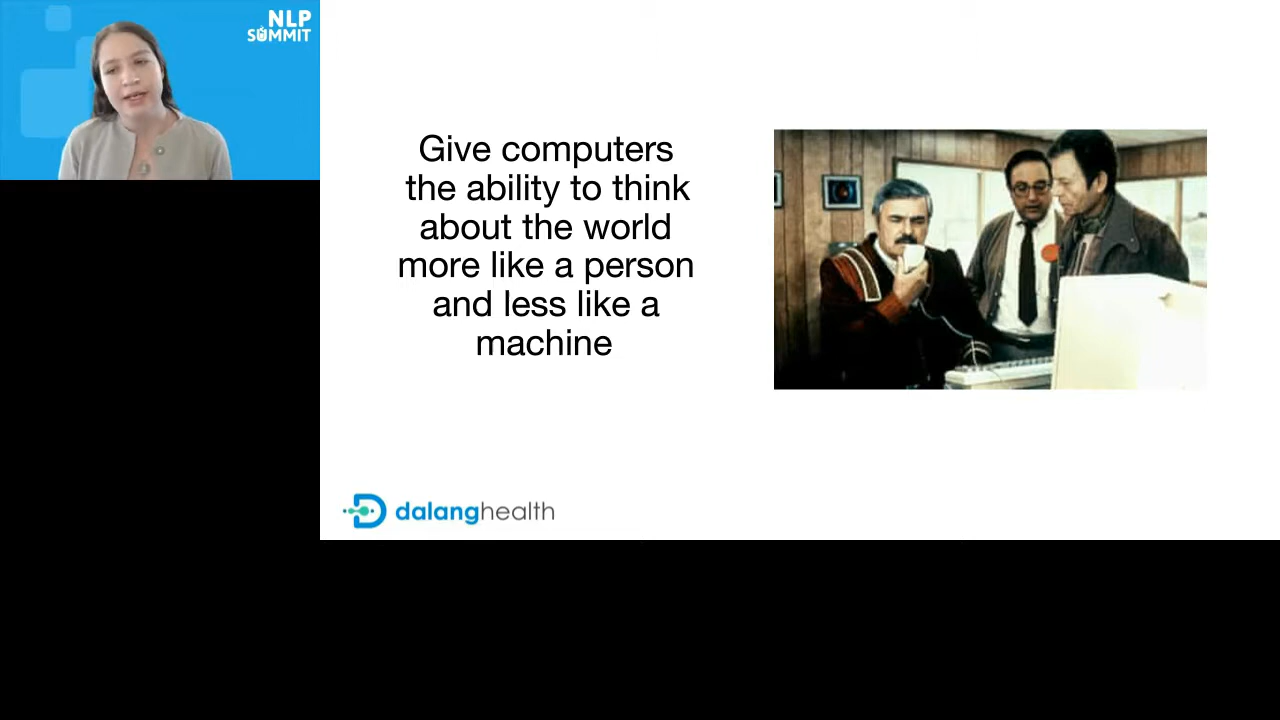 NLP
SUMMIT
Give computers
the ability to think
about the world
more like a person
and less like a
machine
dalanghealth